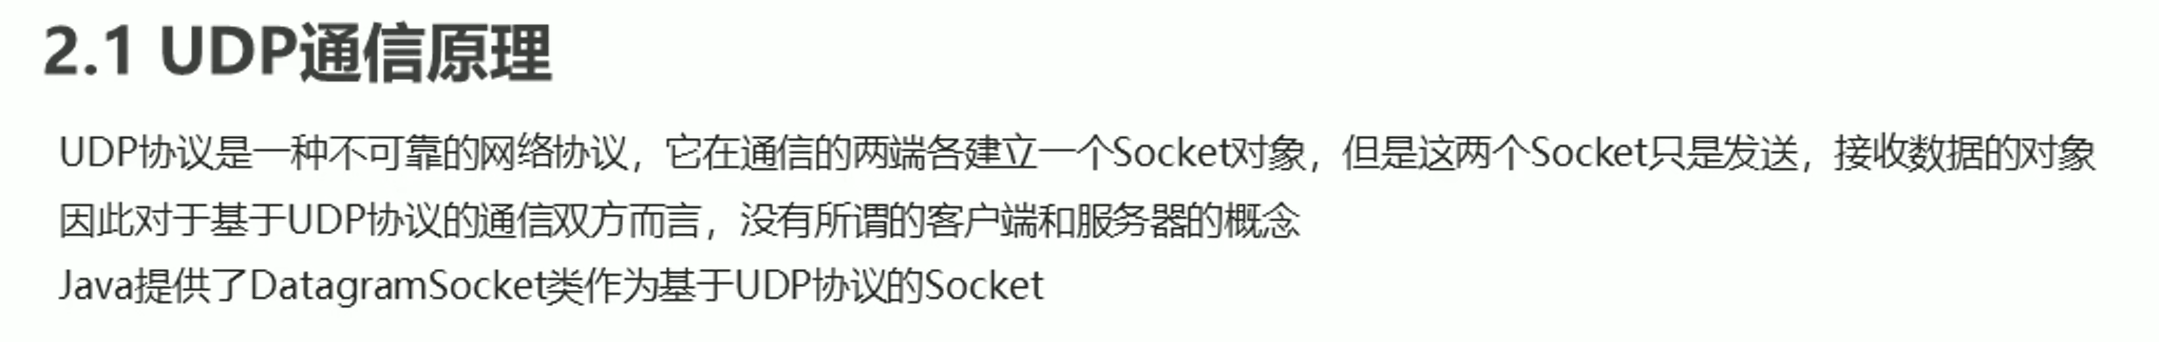 2.1 UDP通信原理
UDP协议是一种不可靠的网络协议，它在通信的两端各建立一个Socket对象，但是这两个Socket只是发送，接收数据的对象
因此对于基于UDP协议的通信双方而言，没有所谓的客户端和服务器的概念
Java提供了DatagramSocket类作为基于UDP协议的Socket